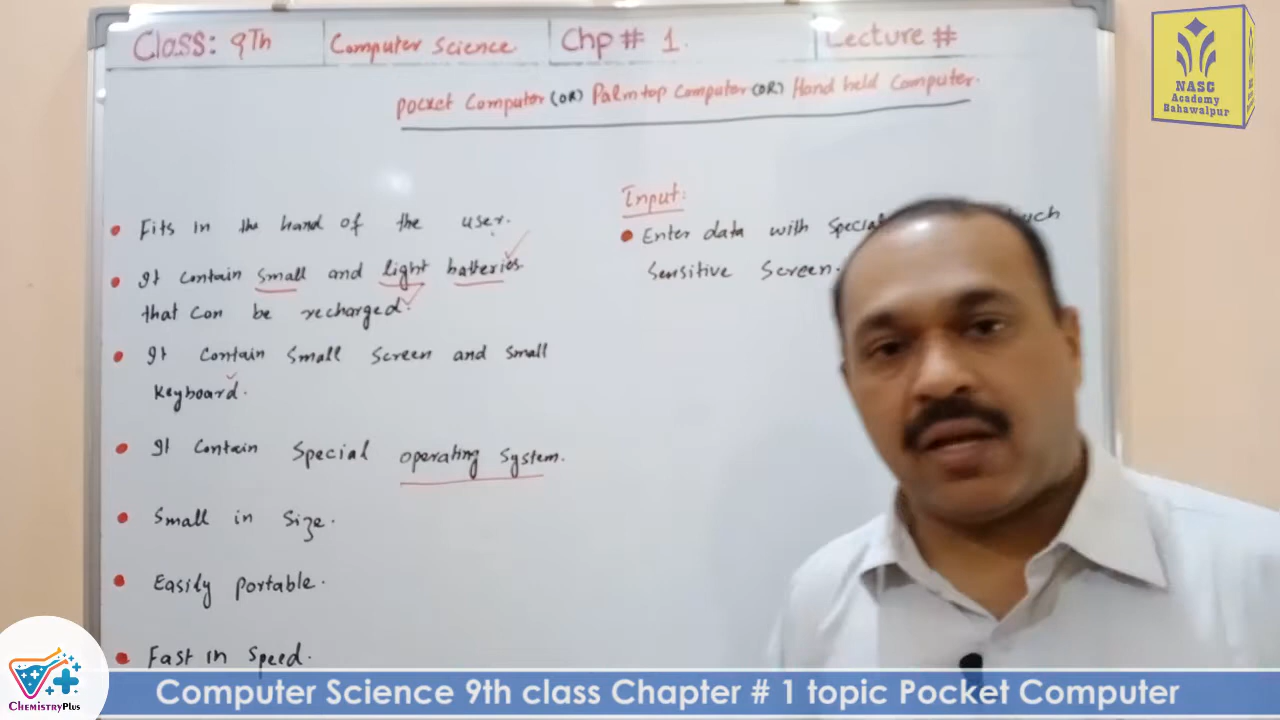 Class: 9Th Computer Science Chp # 1. Lecture #
Pocket Computer (OR) Palmtop Computer (OR) Hand held Computer.
Fits in the hand of the user.
It contain small and light batteries
that can be recharged.
It contain small screen and small
keyboard.
It contain special operating system.
Small in size.
Easily portable.
Fast in speed.
Input:
Enter data with special
sensitive screen.
NASC
Academy
Bahawalpur
ChemistryPlus
Computer Science 9th class Chapter # 1 topic Pocket Computer